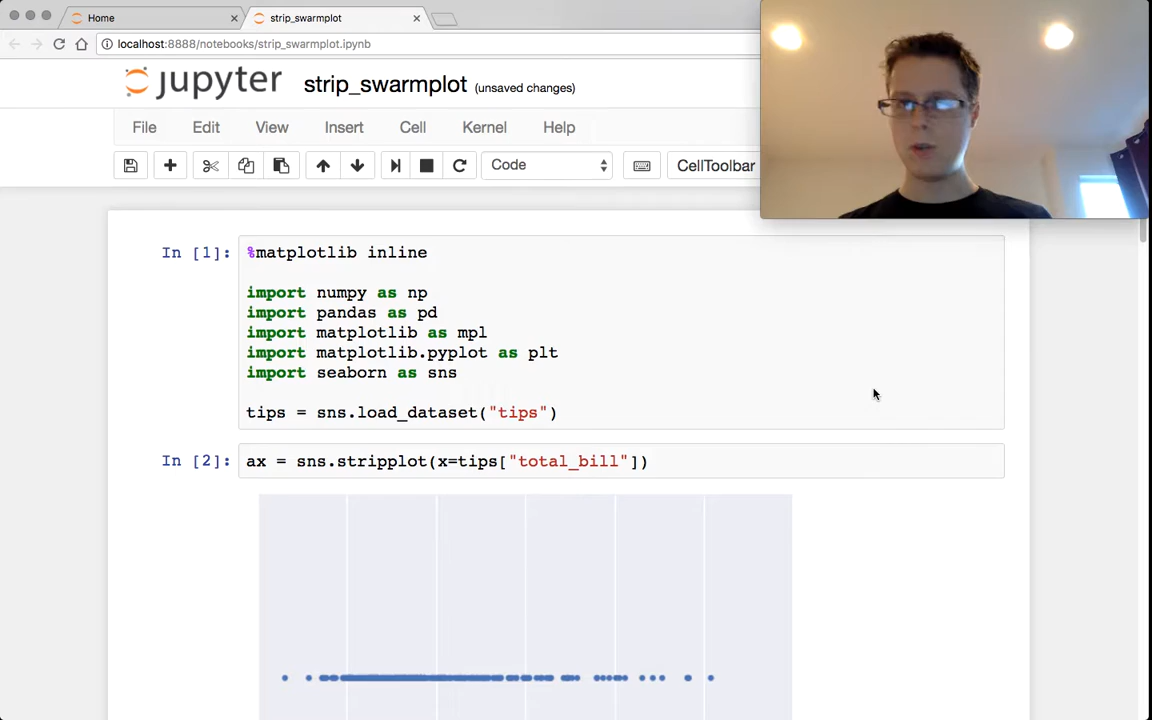 Home
strip_swarmplot
localhost:8888/notebooks/strip_swarmplot.ipynb
jupyter strip_swarmplot (unsaved changes)
File Edit View Insert Cell Kernel Help
Code CellToolbar
In [1]: %matplotlib inline
import numpy as np
import pandas as pd
import matplotlib as mpl
import matplotlib.pyplot as plt
import seaborn as sns
tips = sns.load_dataset("tips")
In [2]: ax = sns.stripplot(x=tips["total_bill"])